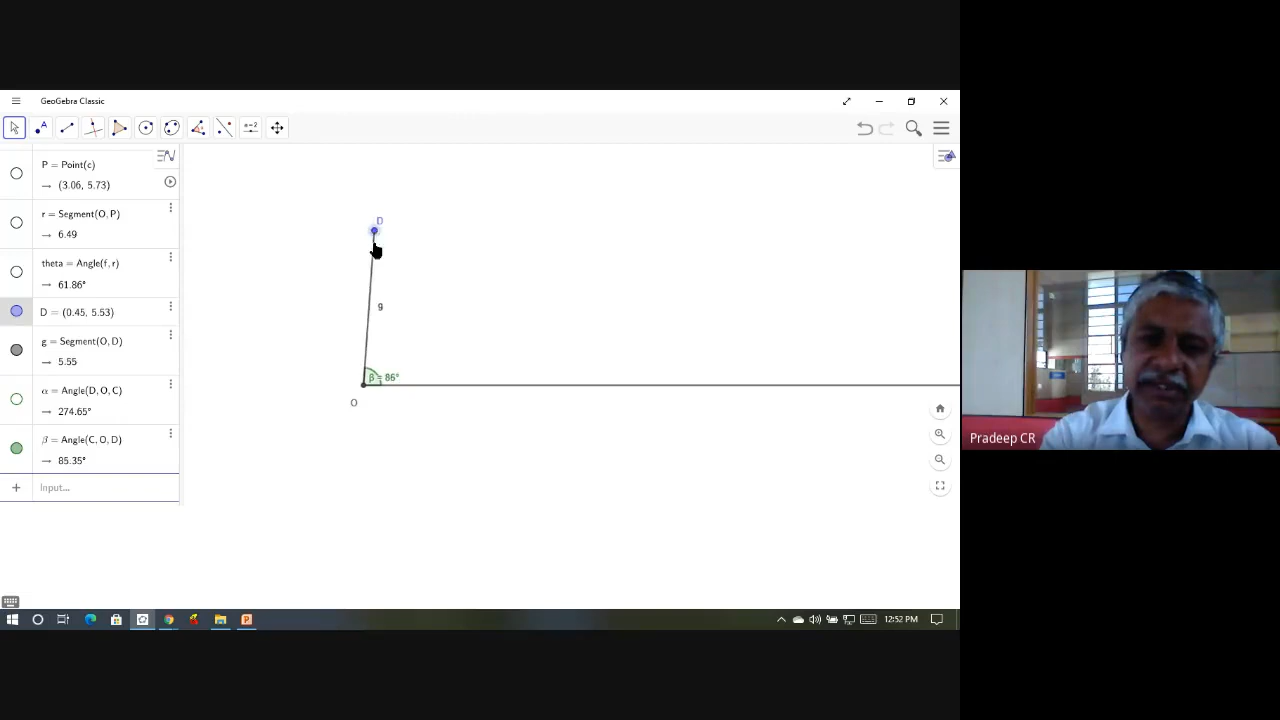 GeoGebra Classic
P = Point(c)
→ (3.06, 5.73)
r = Segment(O, P)
→ 6.49
theta = Angle(f, r)
→ 61.86°
D = (0.45, 5.53)
g = Segment(O, D)
→ 5.55
α = Angle(D, O, C)
→ 274.65°
β = Angle(C, O, D)
→ 85.35°
Input...
D
g
β = 86°
O
Pradeep CR
12:52 PM